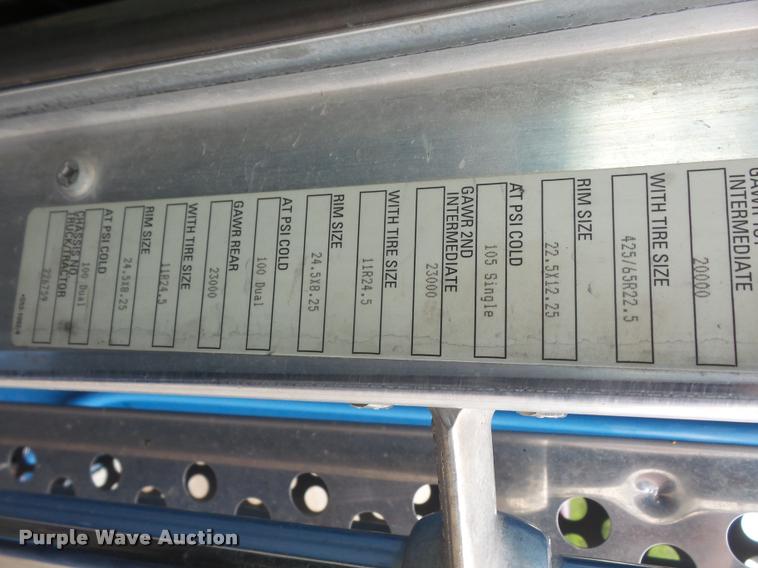 INTERMEDIATE
20000
WITH TIRE SIZE
425/65R22.5
RIM SIZE
22.5X12.25
AT PSI COLD
105 Single
GAWR 2ND
INTERMEDIATE
23000
WITH TIRE SIZE
11R24.5
RIM SIZE
24.5X8.25
AT PSI COLD
100 Dual
GAWR REAR
23000
WITH TIRE SIZE
11R24.5
RIM SIZE
24.5X8.25
AT PSI COLD
100 Dual
CHASSIS NO.
TRUCK/TRACTOR
Purple Wave Auction